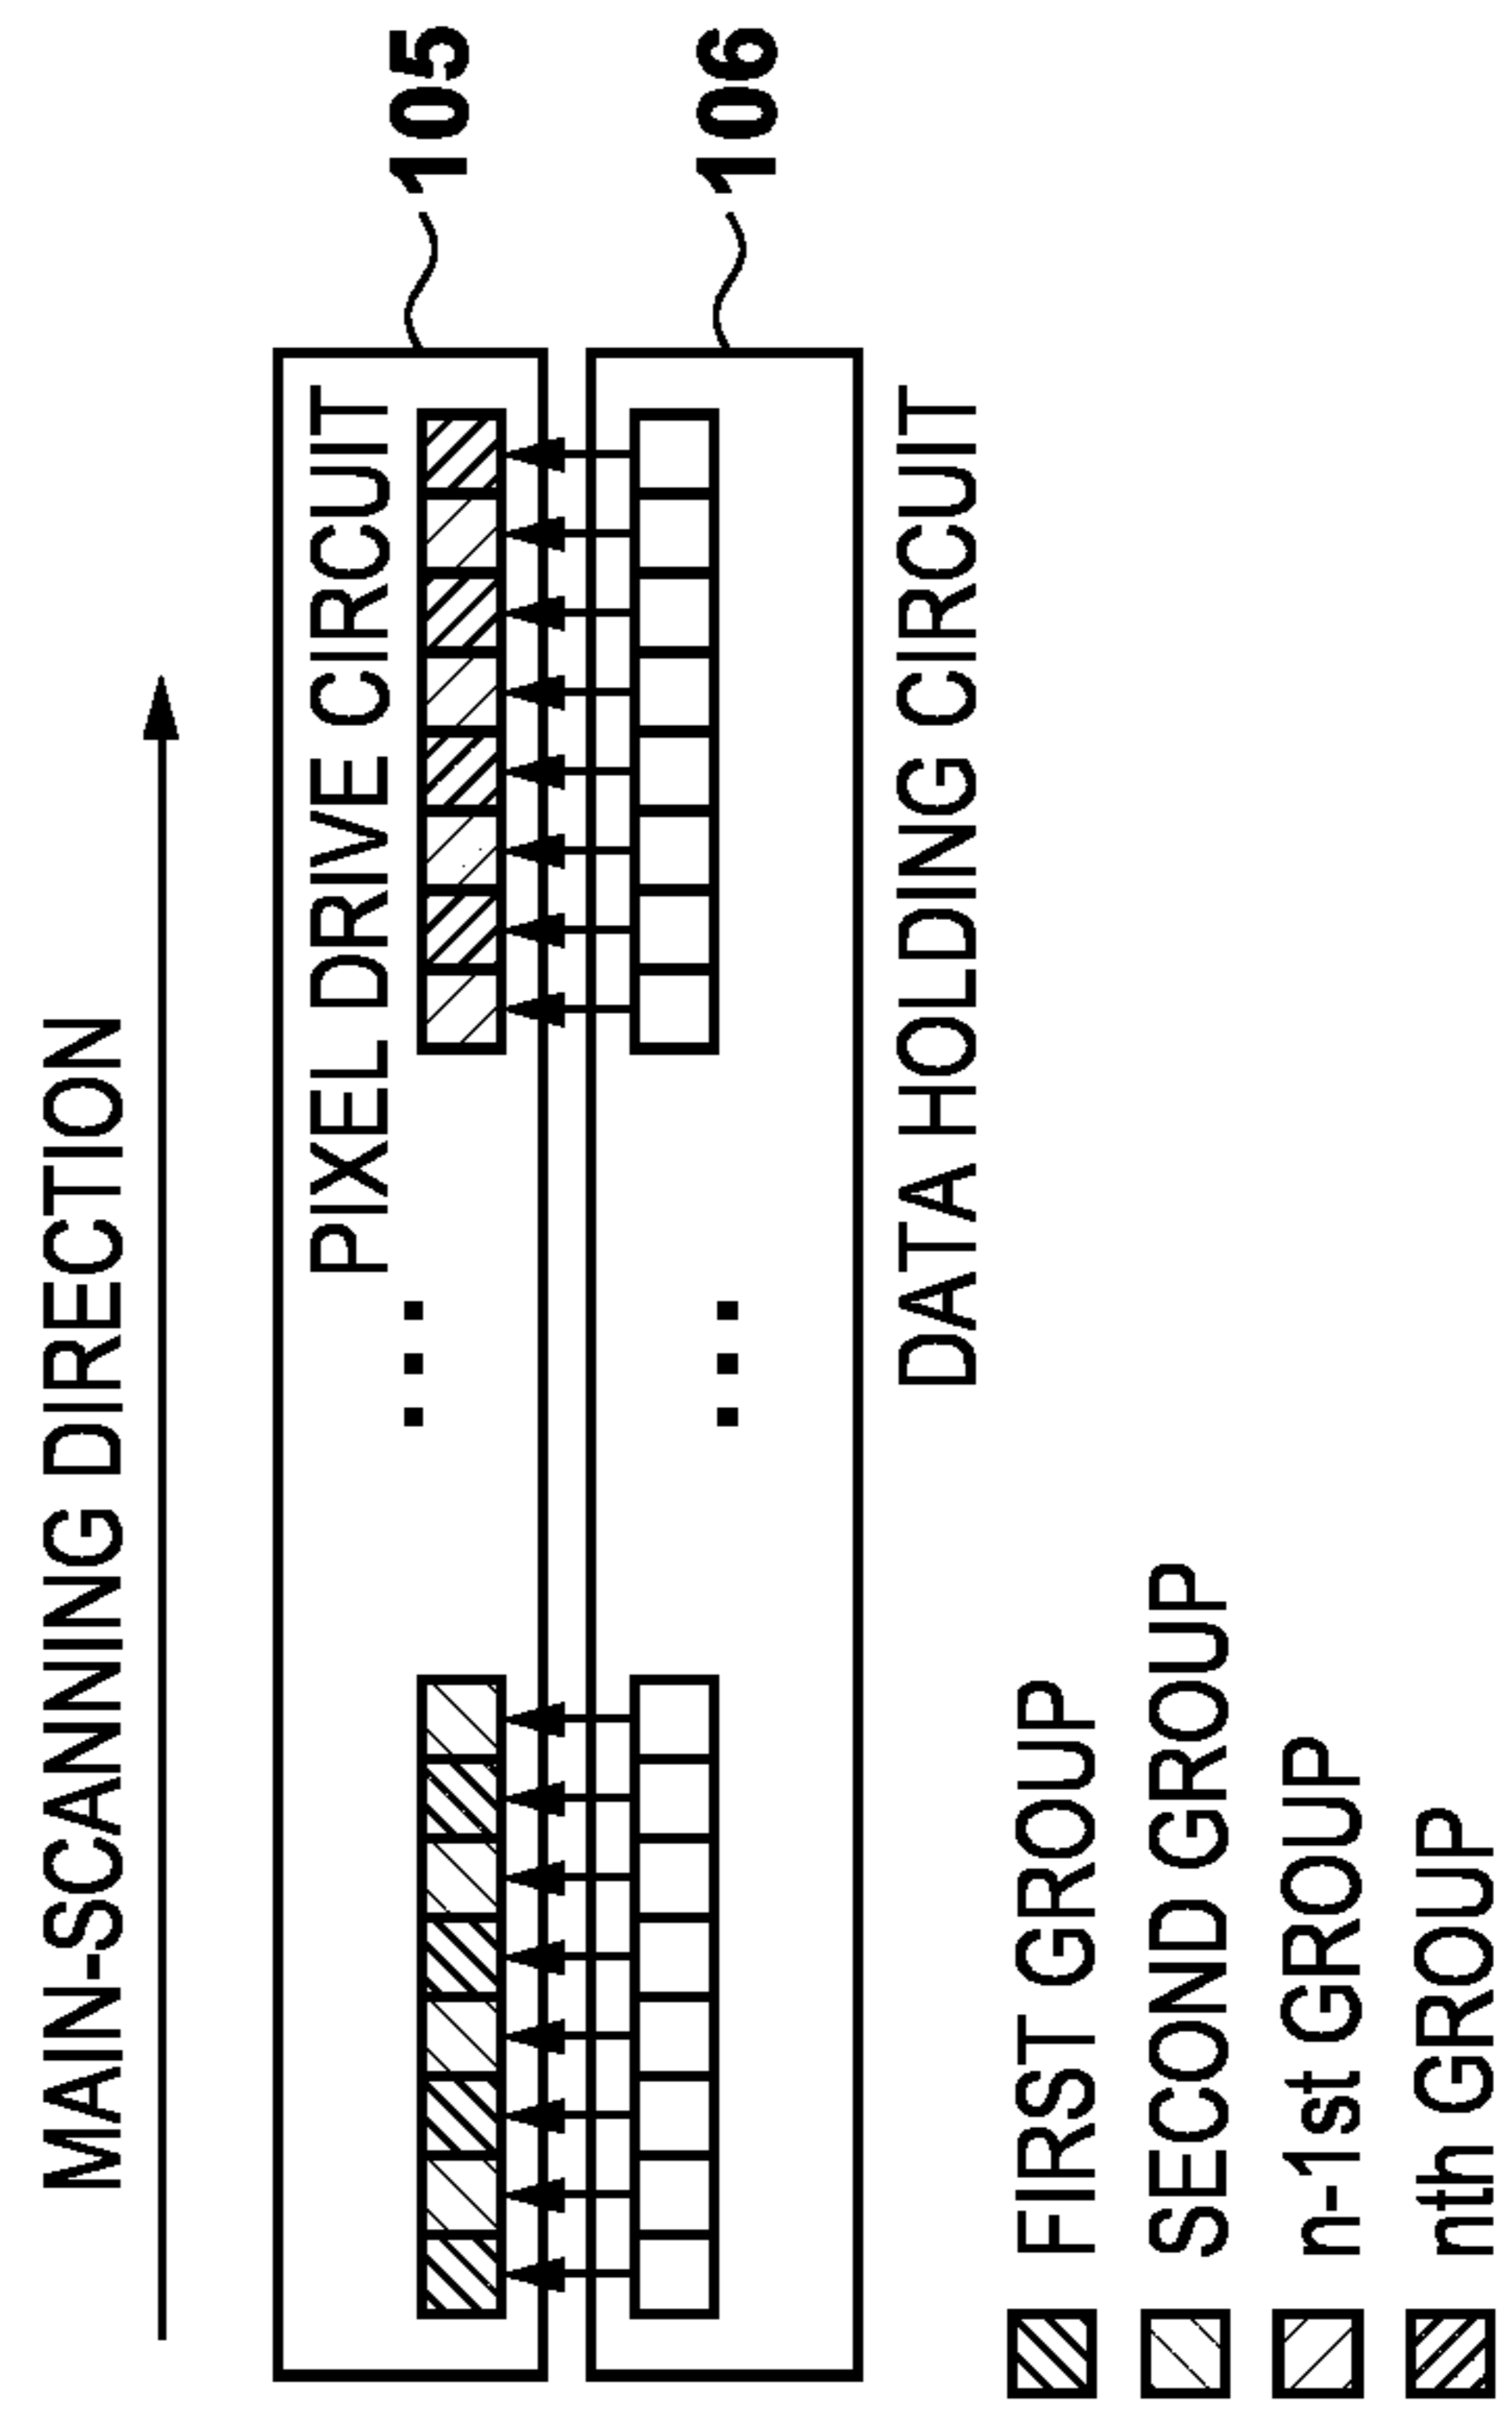 MAIN-SCANNING DIRECTION
PIXEL DRIVE CIRCUIT
105
106
DATA HOLDING CIRCUIT
FIRST GROUP
SECOND GROUP
n-1st GROUP
nth GROUP